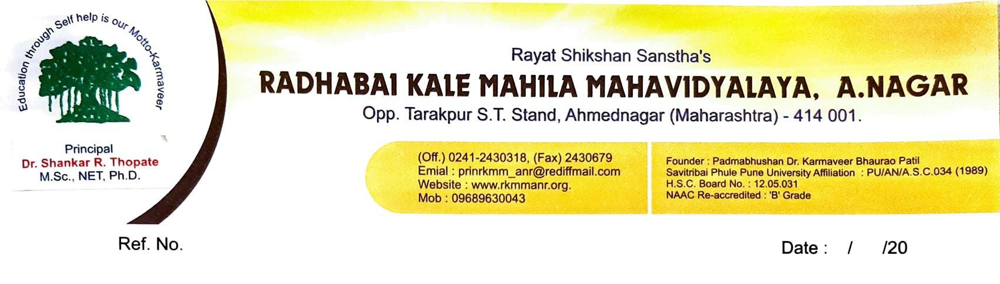 Education through Self help is our Motto-Karmaveer
Principal
Dr. Shankar R. Thopate
M.Sc., NET, Ph.D.
Rayat Shikshan Sanstha's
RADHABAI KALE MAHILA MAHAVIDYALAYA, A.NAGAR
Opp. Tarakpur S.T. Stand, Ahmednagar (Maharashtra) - 414 001.
(Off.) 0241-2430318, (Fax) 2430679
Emial : prinrkmm_anr@rediffmail.com
Website : www.rkmmanr.org.
Mob : 09689630043
Founder : Padmabhushan Dr. Karmaveer Bhaurao Patil
Savitribai Phule Pune University Affiliation : PU/AN/A.S.C.034 (1989)
H.S.C. Board No. : 12.05.031
NAAC Re-accredited : 'B' Grade
Ref. No.
Date : / /20